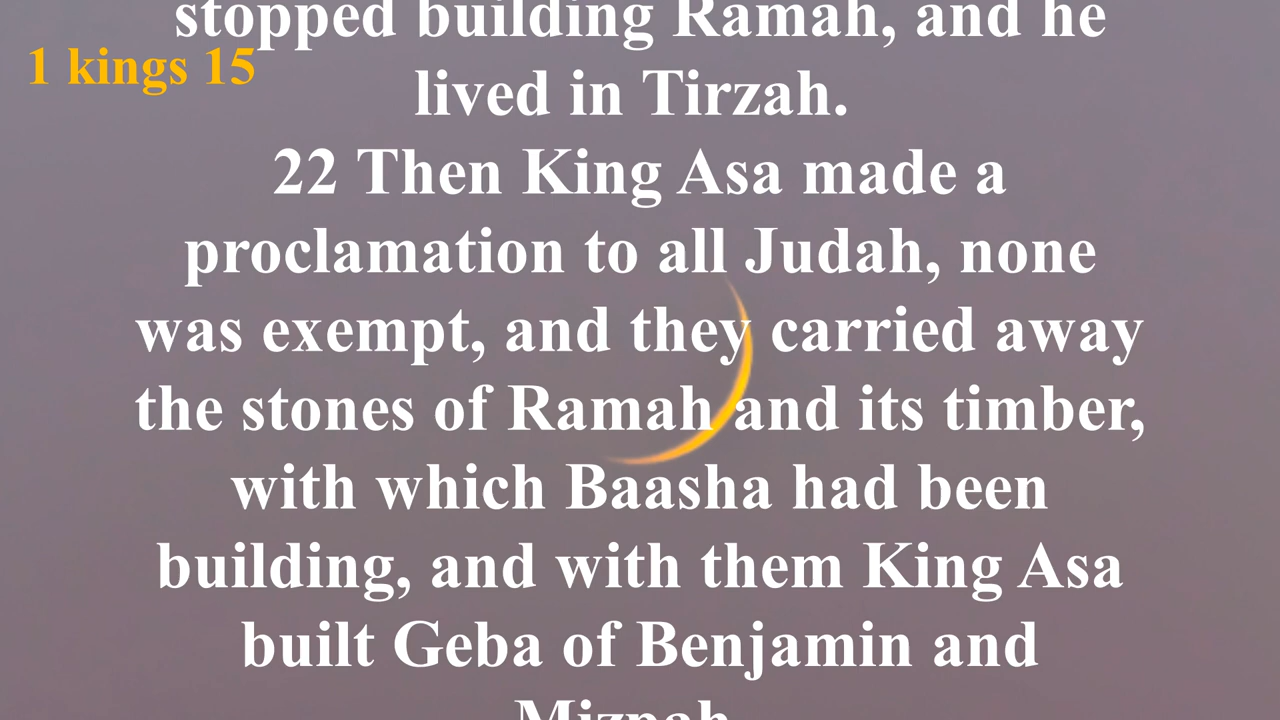 stopped building Ramah, and he
1 kings 15
lived in Tirzah.
22 Then King Asa made a
proclamation to all Judah, none
was exempt, and they carried away
the stones of Ramah and its timber,
with which Baasha had been
building, and with them King Asa
built Geba of Benjamin and
Mizpah.